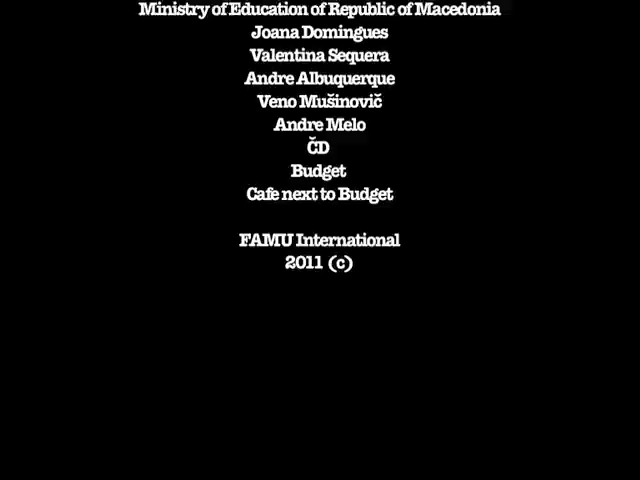 Ministry of Education of Republic of Macedonia
Joana Domingues
Valentina Sequera
Andre Albuquerque
Veno Mušinovič
Andre Melo
ČD
Budget
Cafe next to Budget
FAMU International
2011 (c)